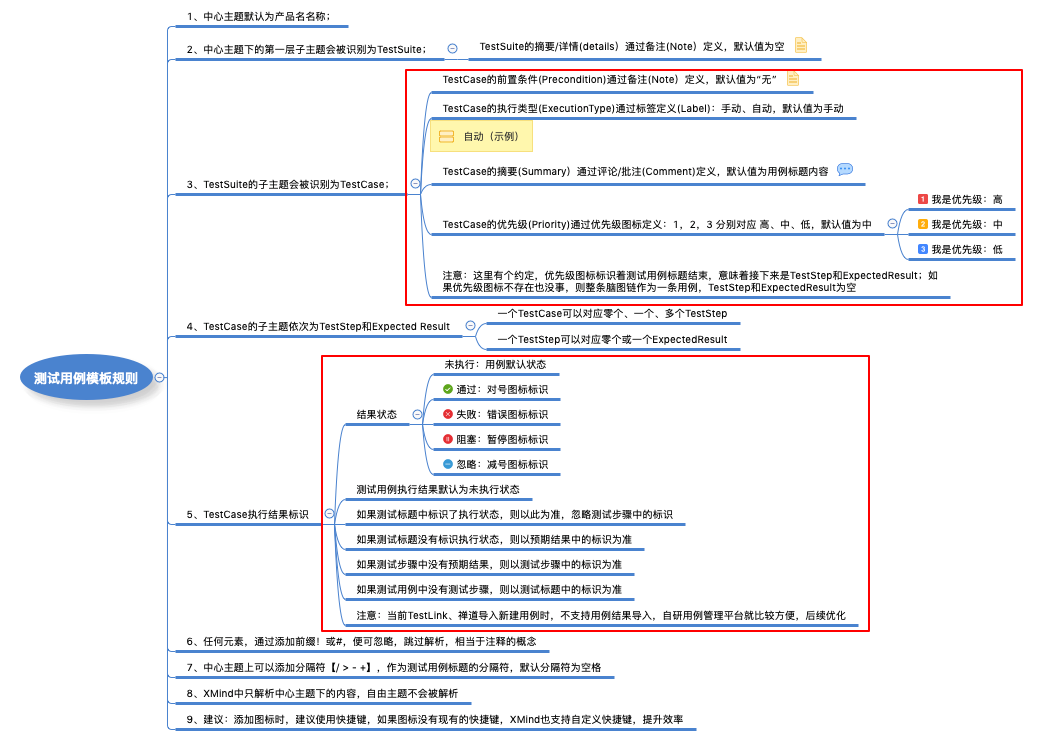 测试用例模板规则
1、中心主题默认为产品名名称；
2、中心主题下的第一层子主题会被识别为TestSuite；
TestSuite的摘要/详情(details）通过备注(Note）定义，默认值为空
3、TestSuite的子主题会被识别为TestCase；
TestCase的前置条件(Precondition)通过备注(Note）定义，默认值为“无”
TestCase的执行类型(ExecutionType)通过标签定义(Label)：手动、自动，默认值为手动
自动（示例）
TestCase的摘要(Summary）通过评论/批注(Comment)定义，默认值为用例标题内容
TestCase的优先级(Priority)通过优先级图标定义：1，2，3 分别对应 高、中、低，默认值为中
1 我是优先级：高
2 我是优先级：中
3 我是优先级：低
注意：这里有个约定，优先级图标标识着测试用例标题结束，意味着接下来是TestStep和ExpectedResult；如
果优先级图标不存在也没事，则整条脑图链作为一条用例，TestStep和ExpectedResult为空
4、TestCase的子主题依次为TestStep和Expected Result
一个TestCase可以对应零个、一个、多个TestStep
一个TestStep可以对应零个或一个ExpectedResult
5、TestCase执行结果标识
结果状态
未执行：用例默认状态
通过：对号图标标识
失败：错误图标标识
阻塞：暂停图标标识
忽略：减号图标标识
测试用例执行结果默认为未执行状态
如果测试标题中标识了执行状态，则以此为准，忽略测试步骤中的标识
如果测试标题没有标识执行状态，则以预期结果中的标识为准
如果测试步骤中没有预期结果，则以测试步骤中的标识为准
如果测试用例中没有测试步骤，则以测试标题中的标识为准
注意：当前TestLink、禅道导入新建用例时，不支持用例结果导入，自研用例管理平台就比较方便，后续优化
6、任何元素，通过添加前缀！或#，便可忽略，跳过解析，相当于注释的概念
7、中心主题上可以添加分隔符【/ > - +】，作为测试用例标题的分隔符，默认分隔符为空格
8、XMind中只解析中心主题下的内容，自由主题不会被解析
9、建议：添加图标时，建议使用快捷键，如果图标没有现有的快捷键，XMind也支持自定义快捷键，提升效率